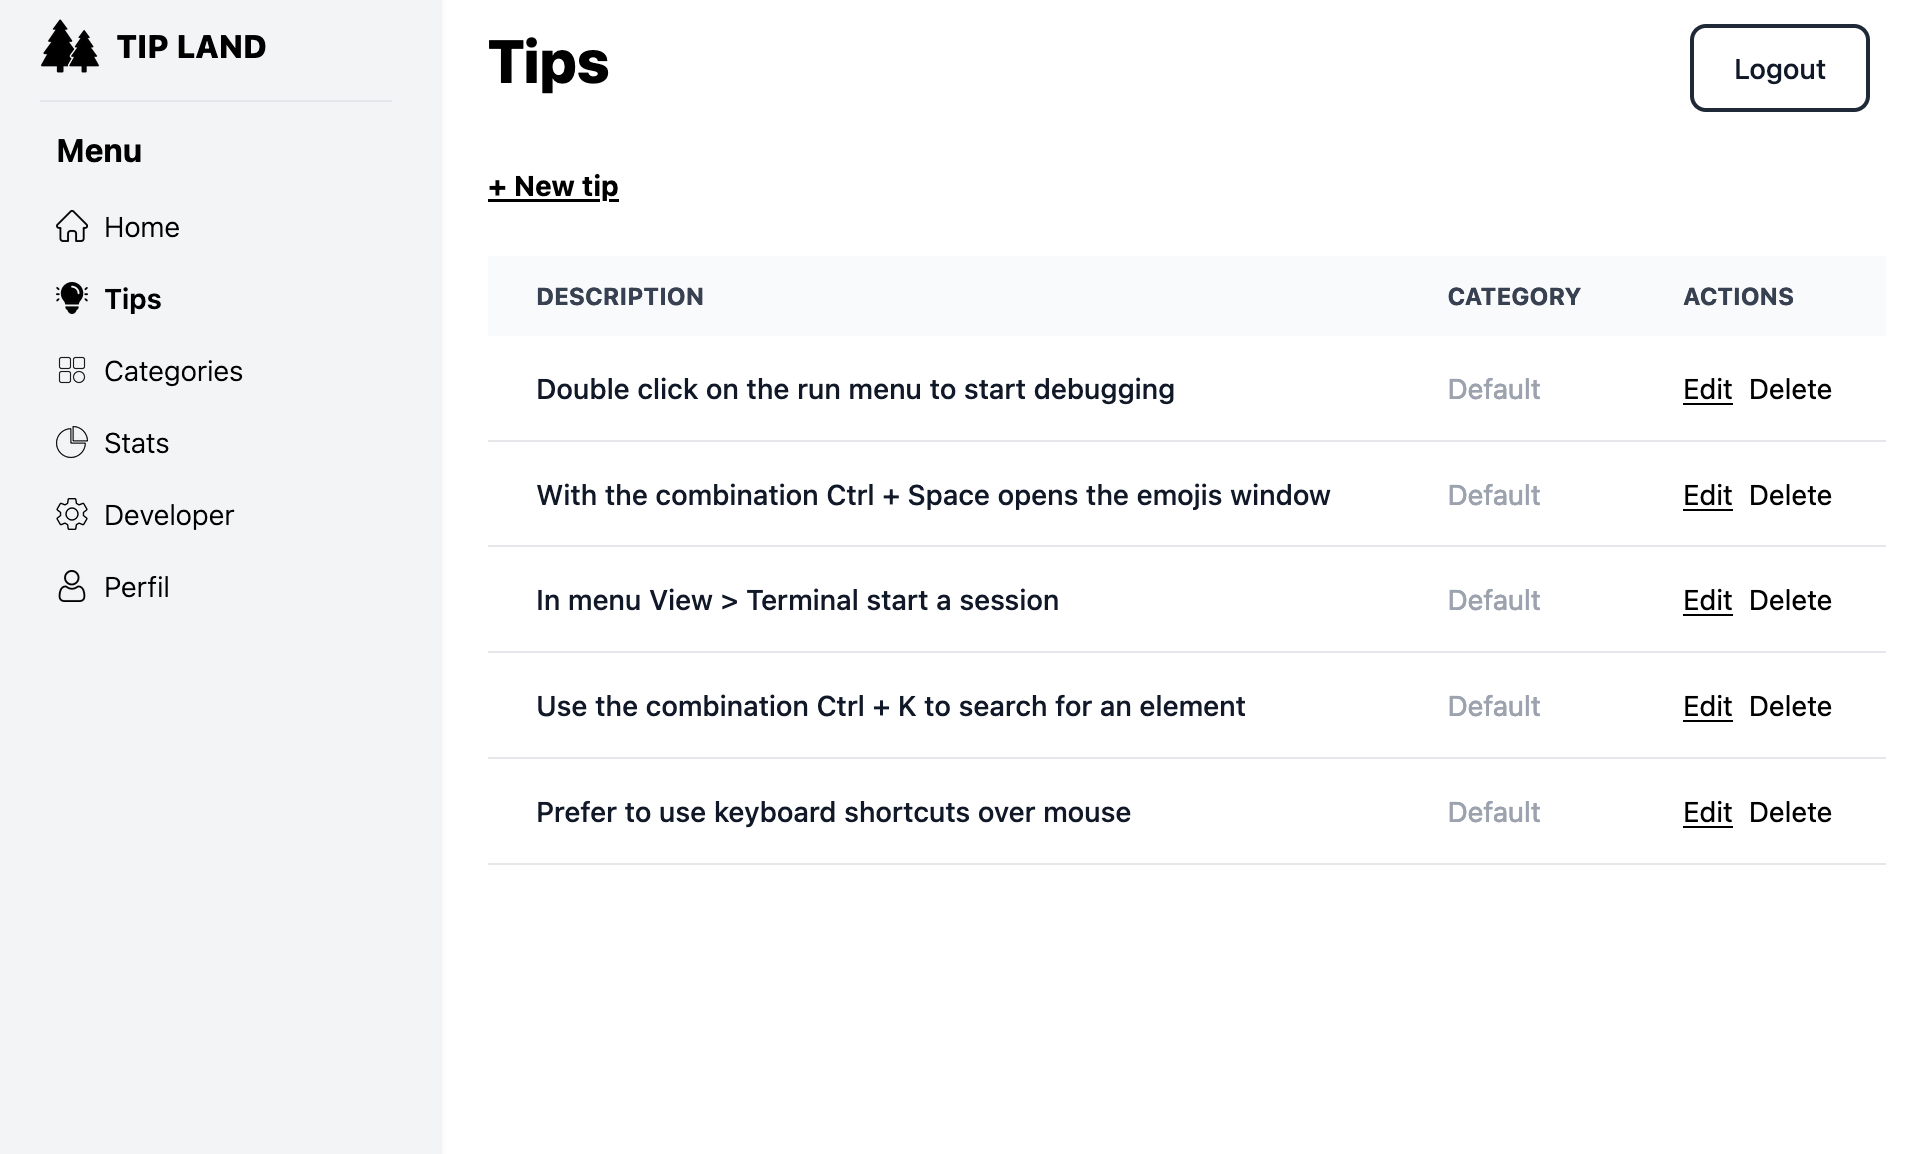 TIP LAND
Menu
Home
Tips
Categories
Stats
Developer
Perfil
Tips
Logout
+ New tip
DESCRIPTION CATEGORY ACTIONS
Double click on the run menu to start debugging Default Edit Delete
With the combination Ctrl + Space opens the emojis window Default Edit Delete
In menu View > Terminal start a session Default Edit Delete
Use the combination Ctrl + K to search for an element Default Edit Delete
Prefer to use keyboard shortcuts over mouse Default Edit Delete